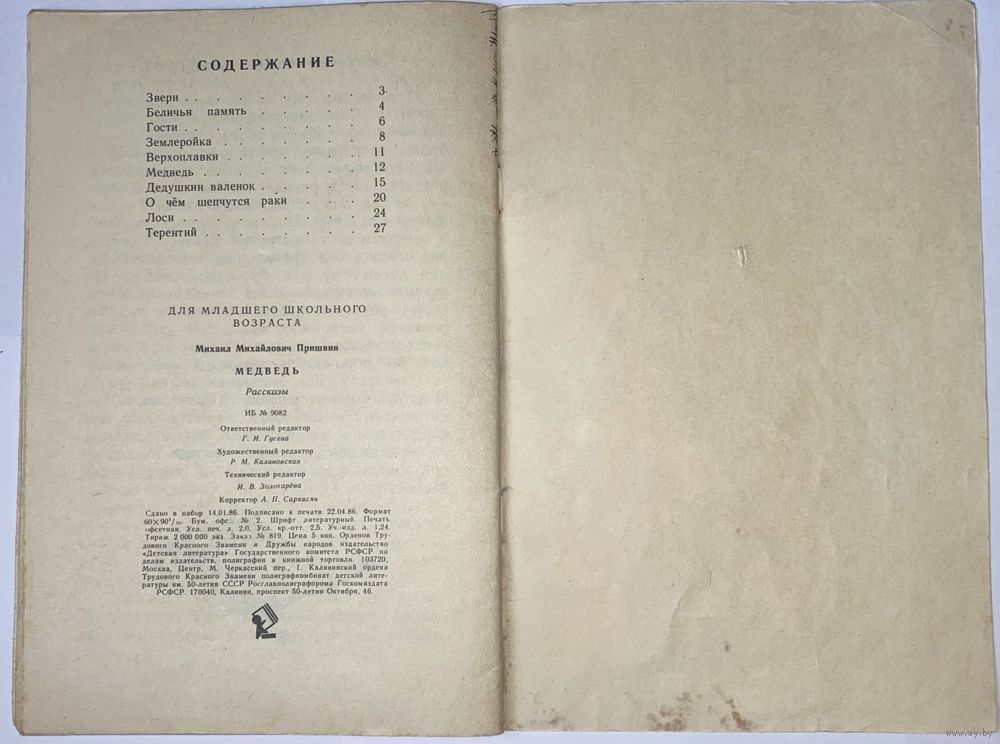 СОДЕРЖАНИЕ
Звери . . . . . . . . . 3
Беличья память . . . . . 4
Гости . . . . . . . . . 6
Землеройка . . . . . . . 8
Верхоплавки . . . . . . 11
Медведь . . . . . . . . 12
Дедушкин валенок . . . . . 15
О чём шепчутся раки . . . 20
Лоси . . . . . . . . . 24
Терентий . . . . . . . . 27
ДЛЯ МЛАДШЕГО ШКОЛЬНОГО
ВОЗРАСТА
Михаил Михайлович Пришвин
МЕДВЕДЬ
Рассказы
ИБ № 9082
Ответственный редактор
Г. И. Гусева
Художественный редактор
Р. М. Калиновская
Технический редактор
И. В. Золотарёва
Корректор А. П. Саркисян
Сдано в набор 14.01.86. Подписано к печати 22.04.86. Формат
60×90¹/₁₆. Бум. офс.. № 2. Шрифт литературный. Печать
офсетная. Усл. печ. л. 2,0. Усл. кр.-отт. 2,5. Уч.-изд. л. 1,24.
Тираж 2 000 000 экз. Заказ № 819. Цена 5 коп. Орденов Тру-
дового Красного Знамени и Дружбы народов издательство
«Детская литература» Государственного комитета РСФСР по
делам издательств, полиграфии и книжной торговли. 103720,
Москва, Центр, М. Черкасский пер., 1. Калининский ордена
Трудового Красного Знамени полиграфкомбинат детской лите-
ратуры им. 50-летия СССР Росглавполиграфпрома Госкомиздата
РСФСР. 170040, Калинин, проспект 50-летия Октября, 46.
www.ay.by